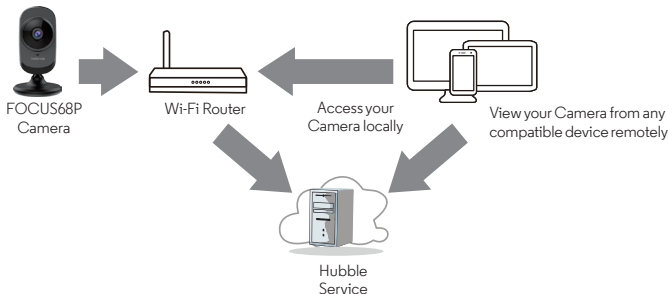 FOCUS68P
Camera
Wi-Fi Router
Access your
Camera locally
View your Camera from any
compatible device remotely
Hubble
Service